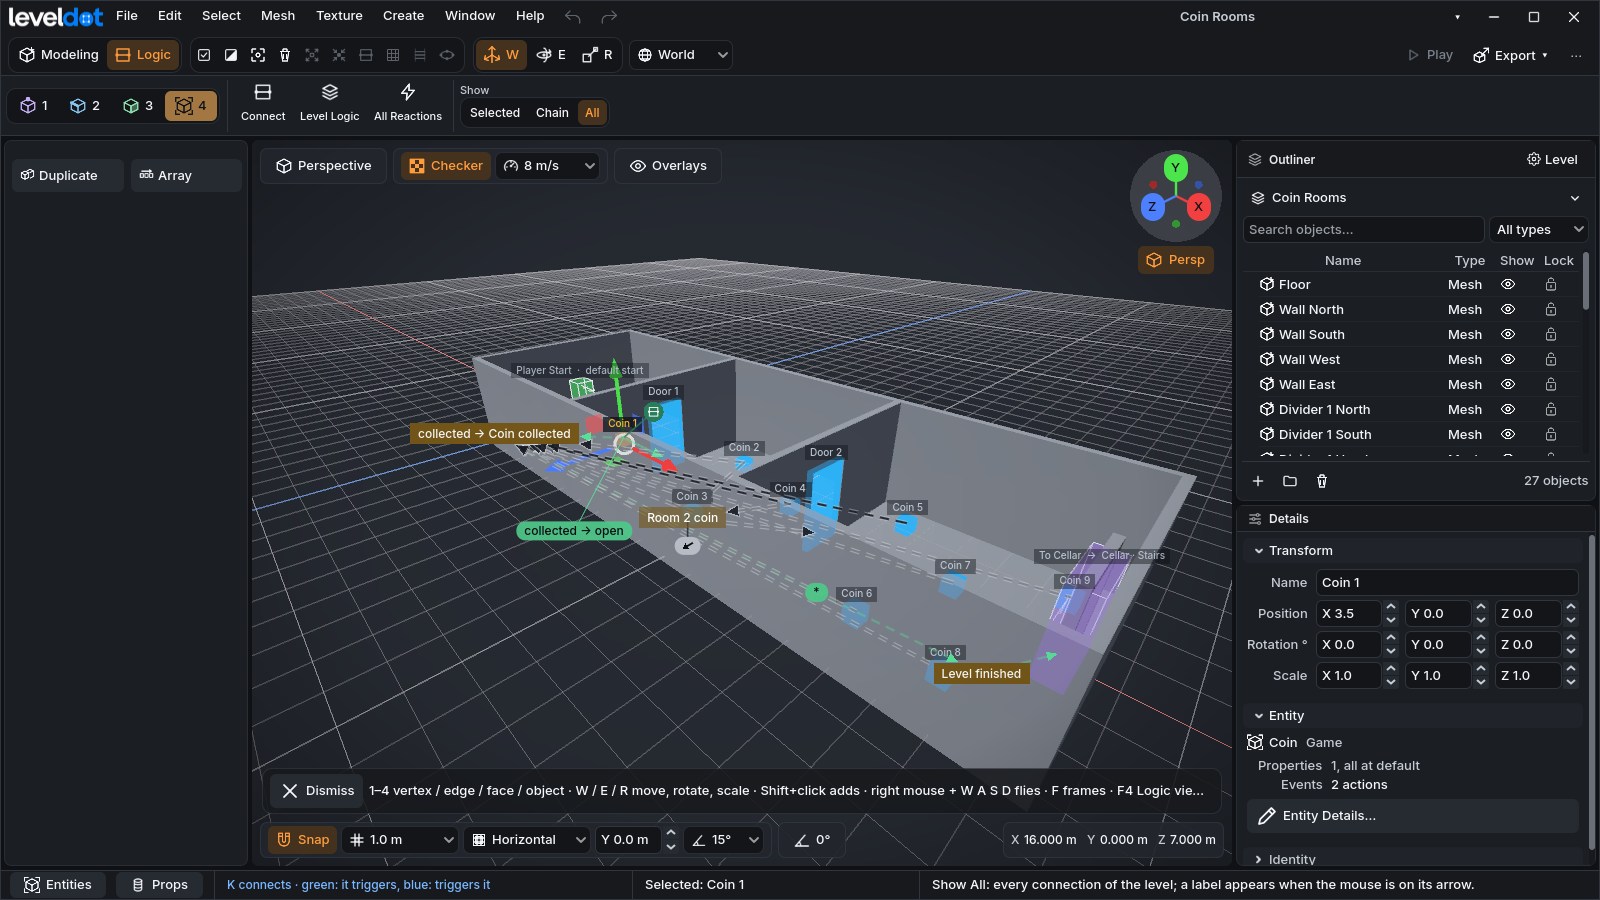 leveldot
File Edit Select Mesh Texture Create Window Help
Coin Rooms
Modeling Logic
W E R
World
Play
Export
...
1 2 3 4
Connect Level Logic All Reactions
Show
Selected Chain All
Duplicate Array
Perspective
Checker
8 m/s
Overlays
Y
Z X
Persp
Player Start · default start
Door 1
Coin 1
collected → Coin collected
Coin 2
Door 2
Coin 4
Coin 3
Coin 5
Room 2 coin
collected → open
To Cellar → Cellar · Stairs
Coin 7
Coin 9
*
Coin 6
Coin 8
Level finished
Dismiss
1–4 vertex / edge / face / object · W / E / R move, rotate, scale · Shift+click adds · right mouse + W A S D flies · F frames · F4 Logic vie...
Snap
1.0 m
Horizontal
Y 0.0 m
15°
0°
X 16.000 m Y 0.000 m Z 7.000 m
Outliner
Level
Coin Rooms
Search objects...
All types
Name Type Show Lock
Floor Mesh
Wall North Mesh
Wall South Mesh
Wall West Mesh
Wall East Mesh
Divider 1 North Mesh
Divider 1 South Mesh
27 objects
Details
Transform
Name Coin 1
Position X 3.5 Y 0.0 Z 0.0
Rotation ° X 0.0 Y 0.0 Z 0.0
Scale X 1.0 Y 1.0 Z 1.0
Entity
Coin Game
Properties 1, all at default
Events 2 actions
Entity Details...
Identity
Entities Props
K connects · green: it triggers, blue: triggers it
Selected: Coin 1
Show All: every connection of the level; a label appears when the mouse is on its arrow.